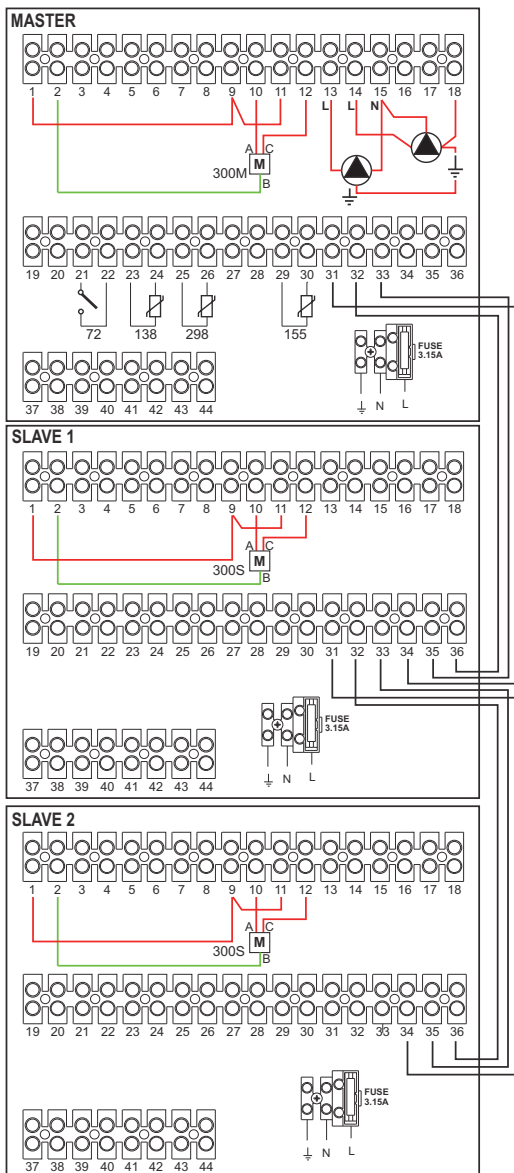 MASTER
1 2 3 4 5 6 7 8 9 10 11 12 13 14 15 16 17 18
L L N
A C
300M M
B
19 20 21 22 23 24 25 26 27 28 29 30 31 32 33 34 35 36
72 138 298 155
FUSE
3.15A
N L
37 38 39 40 41 42 43 44
SLAVE 1
1 2 3 4 5 6 7 8 9 10 11 12 13 14 15 16 17 18
A C
M
300S
B
19 20 21 22 23 24 25 26 27 28 29 30 31 32 33 34 35 36
FUSE
3.15A
N L
37 38 39 40 41 42 43 44
SLAVE 2
1 2 3 4 5 6 7 8 9 10 11 12 13 14 15 16 17 18
A C
M
300S
B
19 20 21 22 23 24 25 26 27 28 29 30 31 32 33 34 35 36
FUSE
3.15A
N L
37 38 39 40 41 42 43 44